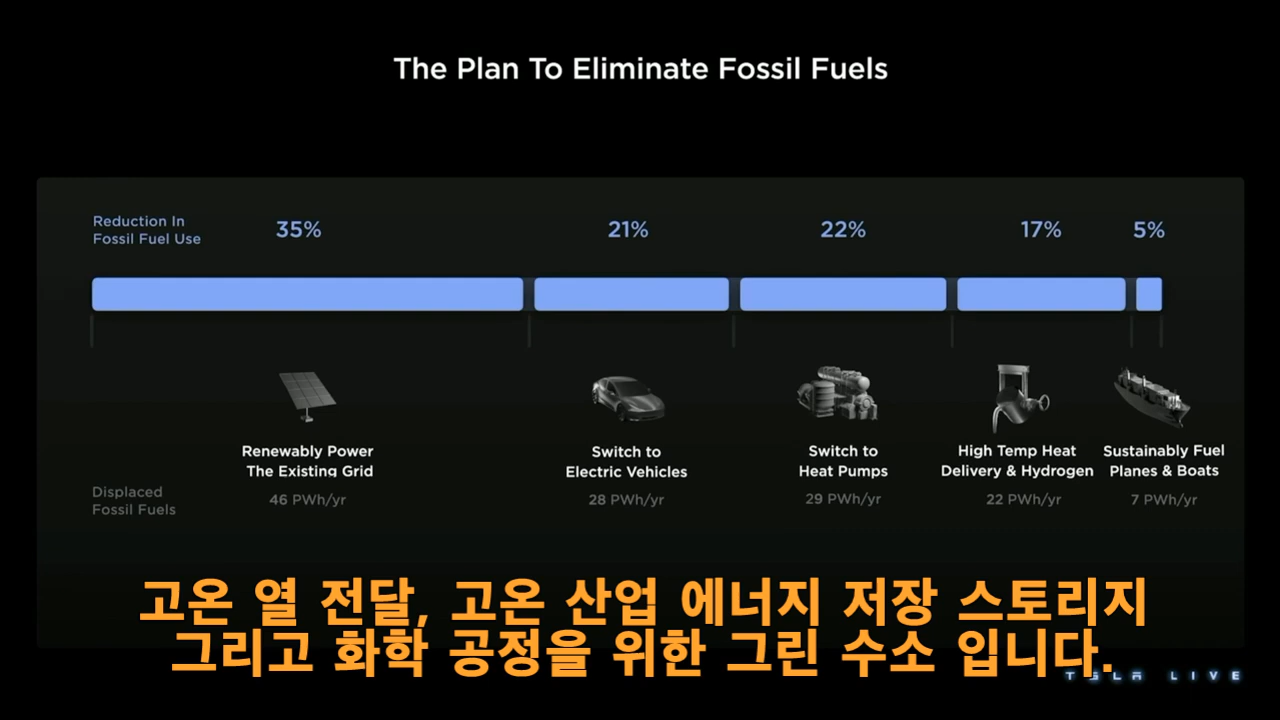 The Plan To Eliminate Fossil Fuels
Reduction In
Fossil Fuel Use
35%
21%
22%
17%
5%
Renewably Power
The Existing Grid
46 PWh/yr
Switch to
Electric Vehicles
28 PWh/yr
Switch to
Heat Pumps
29 PWh/yr
High Temp Heat
Delivery & Hydrogen
22 PWh/yr
Sustainably Fuel
Planes & Boats
7 PWh/yr
Displaced
Fossil Fuels
고온 열 전달, 고온 산업 에너지 저장 스토리지
그리고 화학 공정을 위한 그린 수소 입니다.
TESLA LIVE